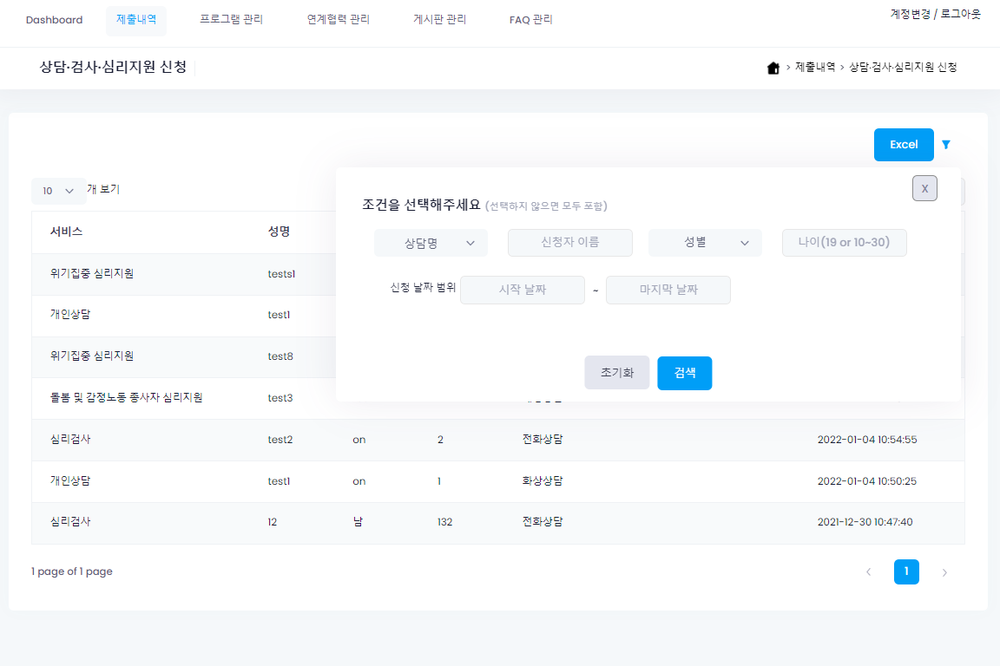 Dashboard 제출내역 프로그램 관리 연계협력 관리 게시판 관리 FAQ 관리 계정변경 / 로그아웃
상담·검사·심리지원 신청
> 제출내역 > 상담·검사·심리지원 신청
Excel
10 개 보기
X
조건을 선택해주세요 (선택하지 않으면 모두 포함)
상담명 신청자 이름 성별 나이(19 or 10~30)
신청 날짜 범위 시작 날짜 ~ 마지막 날짜
초기화 검색
서비스 성명
위기집중 심리지원 tests1
개인상담 test1
위기집중 심리지원 test8
돌봄 및 감정노동 종사자 심리지원 test3
심리검사 test2 on 2 전화상담 2022-01-04 10:54:55
개인상담 test1 on 1 화상상담 2022-01-04 10:50:25
심리검사 12 남 132 전화상담 2021-12-30 10:47:40
1 page of 1 page
1